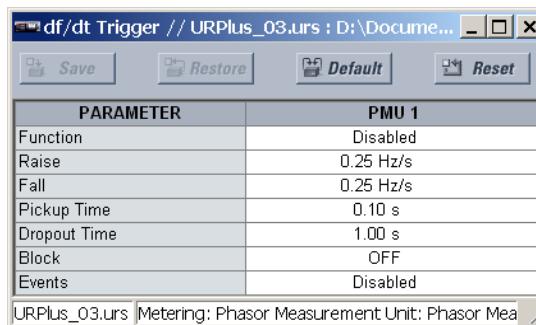 df/dt Trigger // URPlus_03.urs : D:\Docume...
Save Restore Default Reset
PARAMETER PMU 1
Function Disabled
Raise 0.25 Hz/s
Fall 0.25 Hz/s
Pickup Time 0.10 s
Dropout Time 1.00 s
Block OFF
Events Disabled
URPlus_03.urs Metering: Phasor Measurement Unit: Phasor Mea